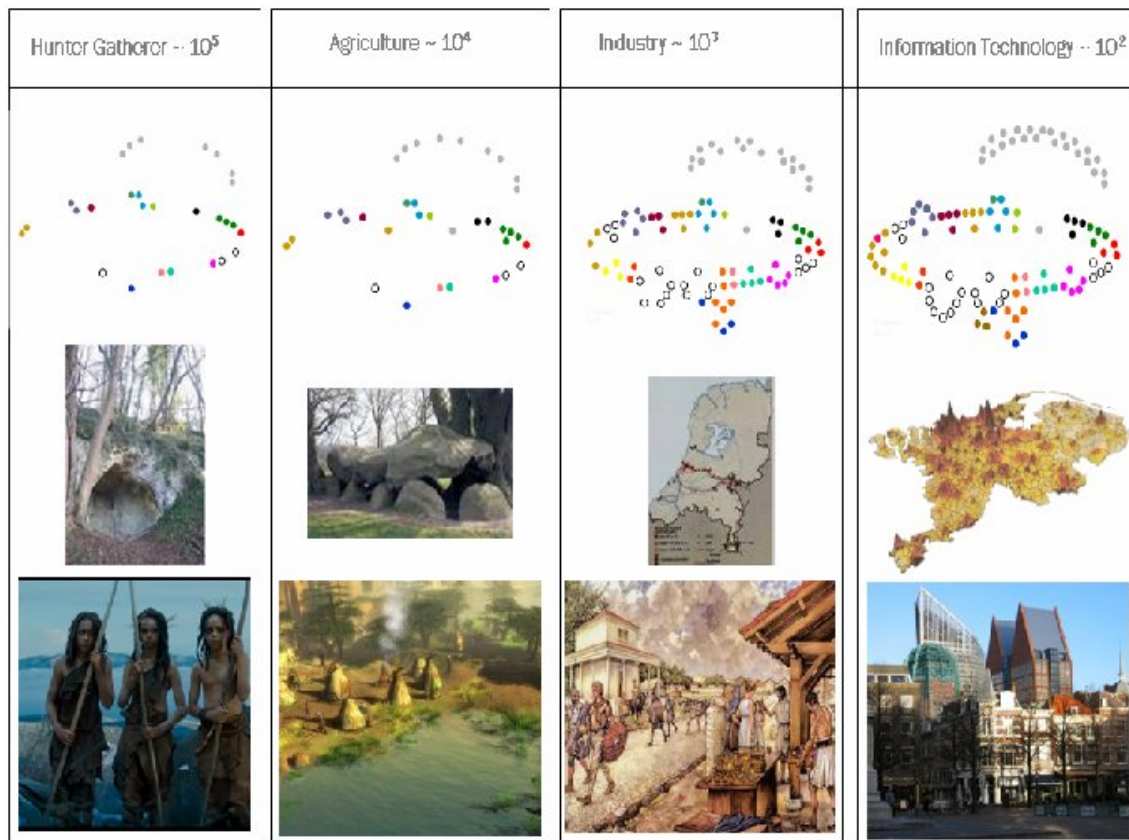 Hunter Gatherer ~ 10⁵
Agriculture ~ 10⁴
Industry ~ 10³
Information Technology ~ 10²